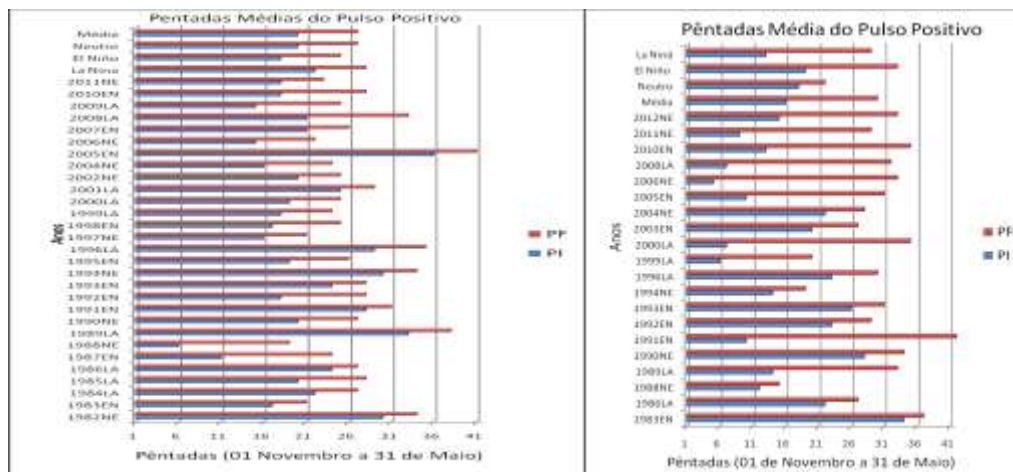 Pentadas Médias do Pulso Positivo
Média
Neutro
El Niño
La Nina
2011NE
2010EN
2009LA
2008LA
2007EN
2006NE
2005EN
2004NE
2002NE
2001LA
2000LA
1999LA
1998EN
1997NE
1996LA
1995EN
1994NE
1993EN
1992EN
1991EN
1990NE
1989LA
1988NE
1987EN
1986LA
1985LA
1984LA
1983EN
1982NE
Anos
PF
PI
1 6 11 16 21 26 31 36 41
Pêntadas (01 Novembro a 31 de Maio)
Pêntadas Média do Pulso Positivo
La Ninã
El Niño
Neutro
Média
2012NE
2011NE
2010EN
2008LA
2006NE
2005EN
2004NE
2003EN
2000LA
1999LA
1996LA
1994NE
1993EN
1992EN
1991EN
1990NE
1989LA
1988NE
1986LA
1983EN
Anos
PF
PI
1 6 11 16 21 26 31 36 41
Pêntadas (01 de Novembro a 31 de Maio)